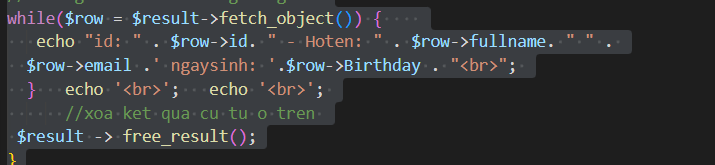 while($row = $result->fetch_object()) {
echo "id: " . $row->id. " - Hoten: " . $row->fullname. " " .
$row->email .' ngaysinh: '.$row->Birthday . "<br>";
} echo '<br>'; echo '<br>';
//xoa ket qua cu tu o tren
$result -> free_result();
}